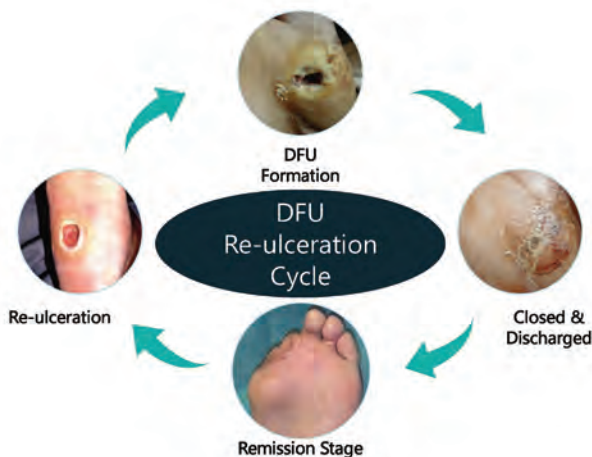 DFU
Formation
DFU
Re-ulceration
Cycle
Re-ulceration
Closed &
Discharged
Remission Stage